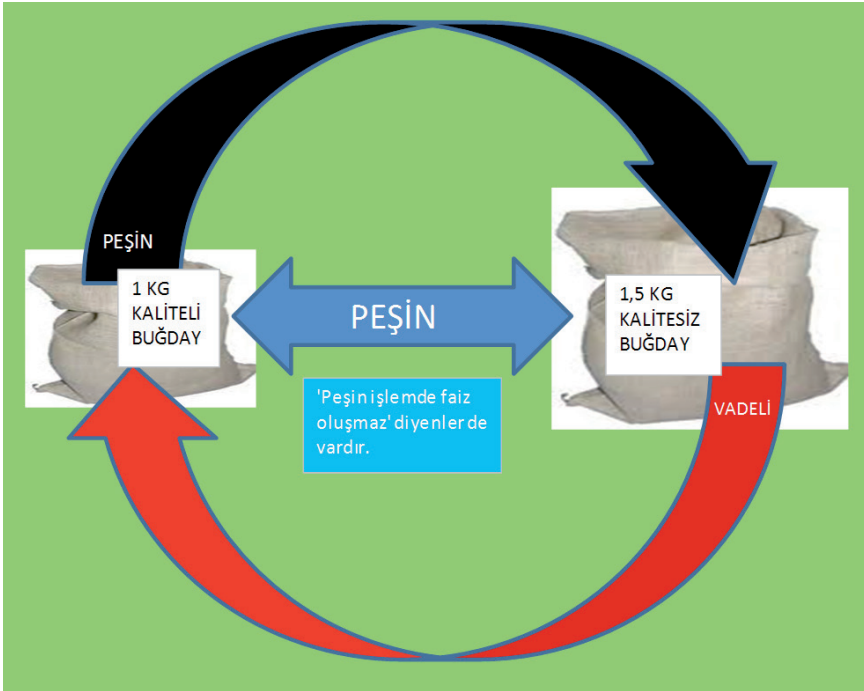 PEŞİN
1 KG
KALİTELİ
BUĞDAY
PEŞİN
1,5 KG
KALİTESİZ
BUĞDAY
'Peşin işlemde faiz
oluşmaz' diyenler de
vardır.
VADELİ